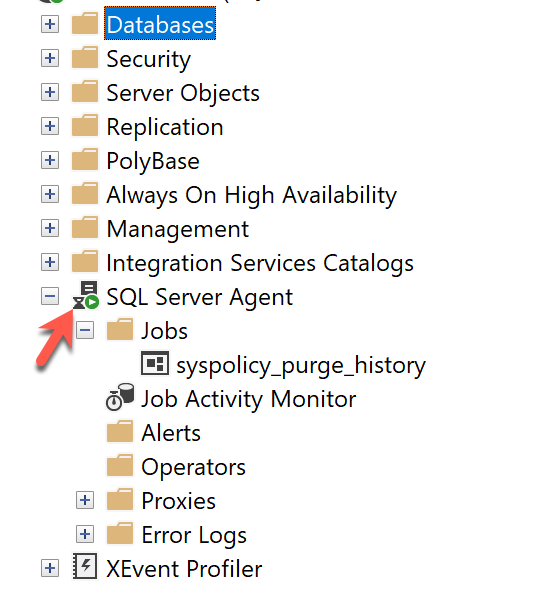 Databases
Security
Server Objects
Replication
PolyBase
Always On High Availability
Management
Integration Services Catalogs
SQL Server Agent
Jobs
syspolicy_purge_history
Job Activity Monitor
Alerts
Operators
Proxies
Error Logs
XEvent Profiler